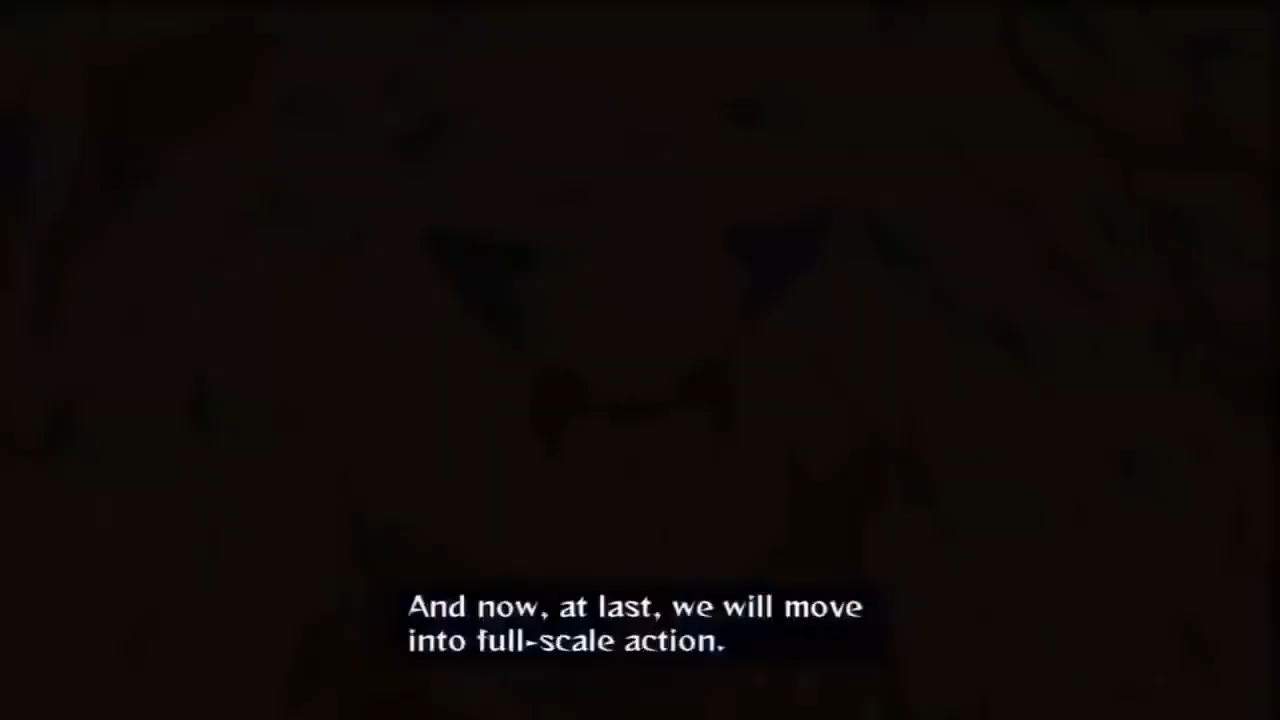 And now, at last, we will move
into full-scale action.